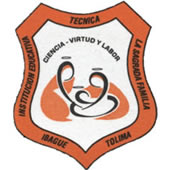 TECNICA
INSTITUCION EDUCATIVA
LA SAGRADA FAMILIA
CIENCIA - VIRTUD Y LABOR
IBAGUE
TOLIMA